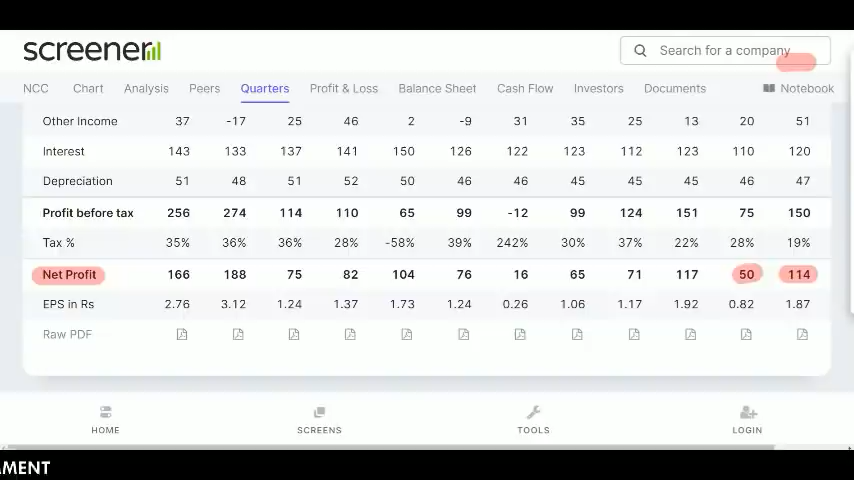 screener
Search for a company
NCC Chart Analysis Peers Quarters Profit & Loss Balance Sheet Cash Flow Investors Documents Notebook
Other Income 37 -17 25 46 2 -9 31 35 25 13 20 51
Interest 143 133 137 141 150 126 122 123 112 123 110 120
Depreciation 51 48 51 52 50 46 46 45 45 45 46 47
Profit before tax 256 274 114 110 65 99 -12 99 124 151 75 150
Tax % 35% 36% 36% 28% -58% 39% 242% 30% 37% 22% 28% 19%
Net Profit 166 188 75 82 104 76 16 65 71 117 50 114
EPS in Rs 2.76 3.12 1.24 1.37 1.73 1.24 0.26 1.06 1.17 1.92 0.82 1.87
Raw PDF
HOME SCREENS TOOLS LOGIN
MMENT